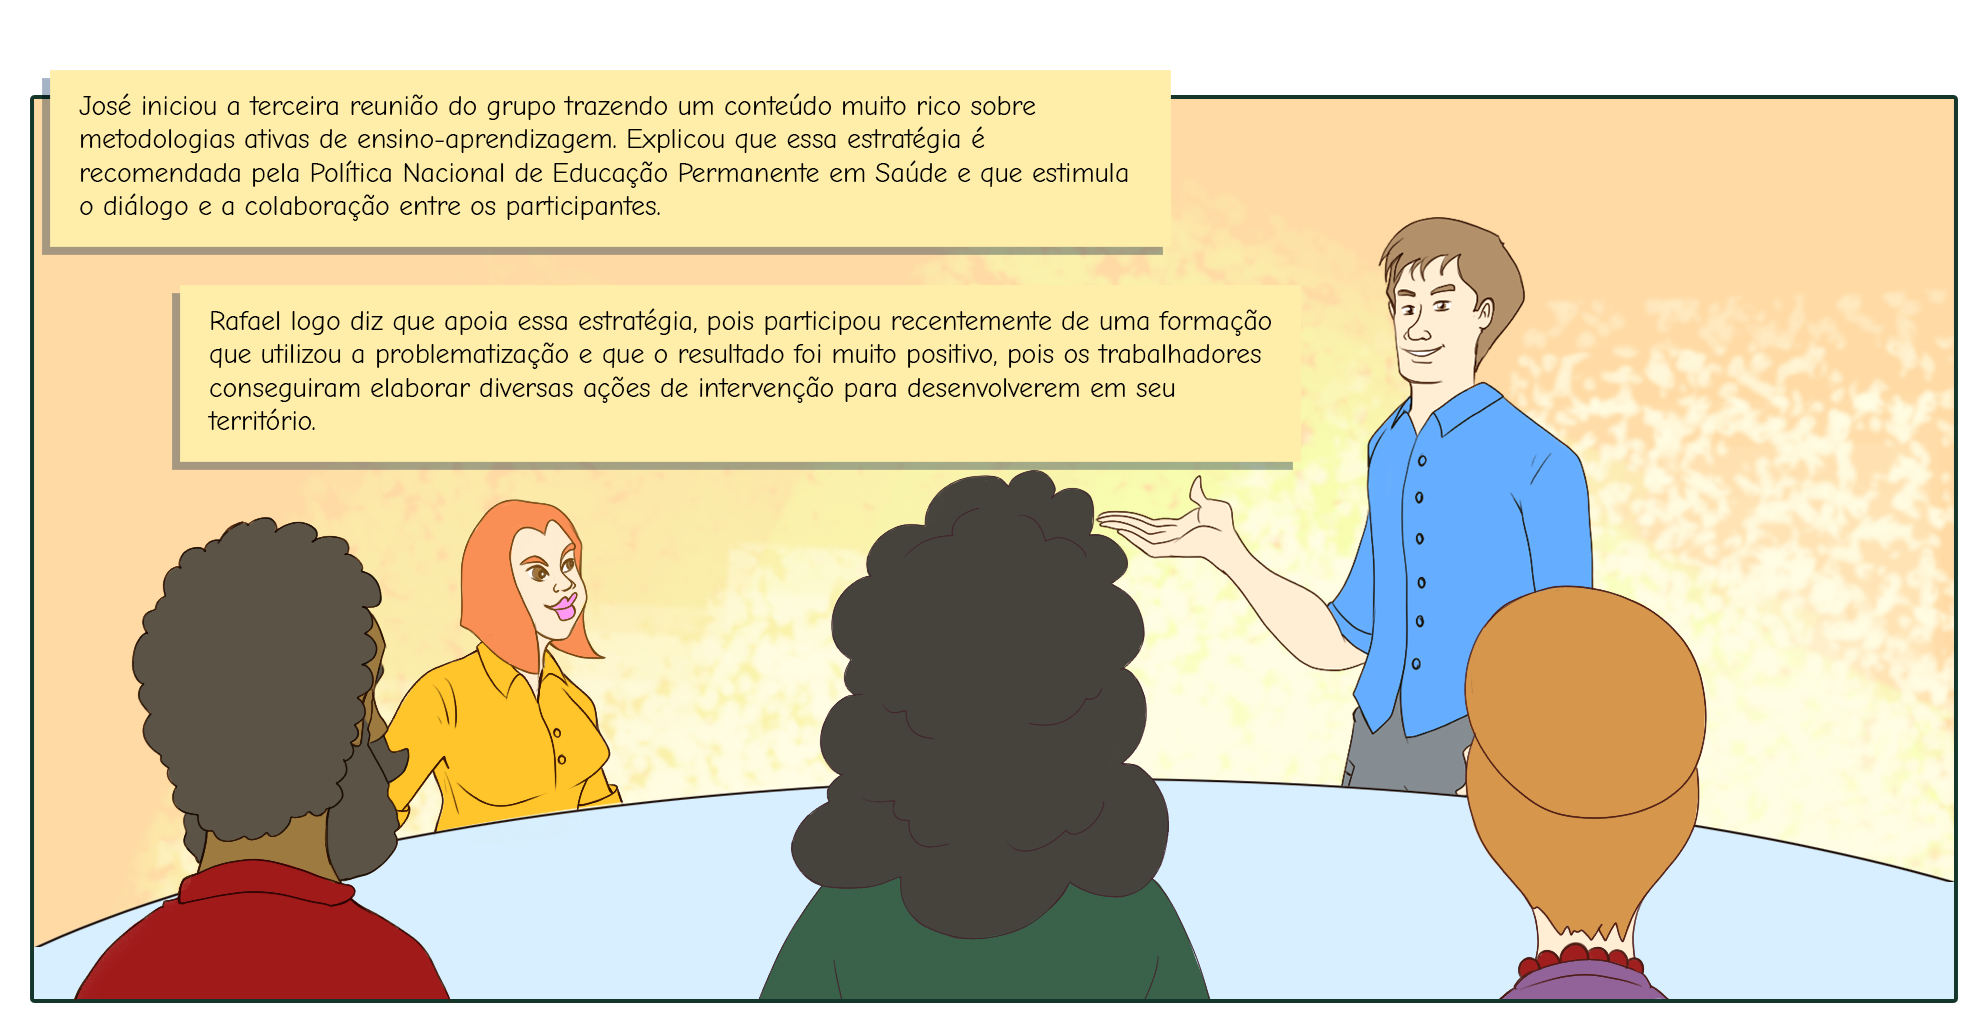 José iniciou a terceira reunião do grupo trazendo um conteúdo muito rico sobre
metodologias ativas de ensino-aprendizagem. Explicou que essa estratégia é
recomendada pela Política Nacional de Educação Permanente em Saúde e que estimula
o diálogo e a colaboração entre os participantes.
Rafael logo diz que apoia essa estratégia, pois participou recentemente de uma formação
que utilizou a problematização e que o resultado foi muito positivo, pois os trabalhadores
conseguiram elaborar diversas ações de intervenção para desenvolverem em seu
território.